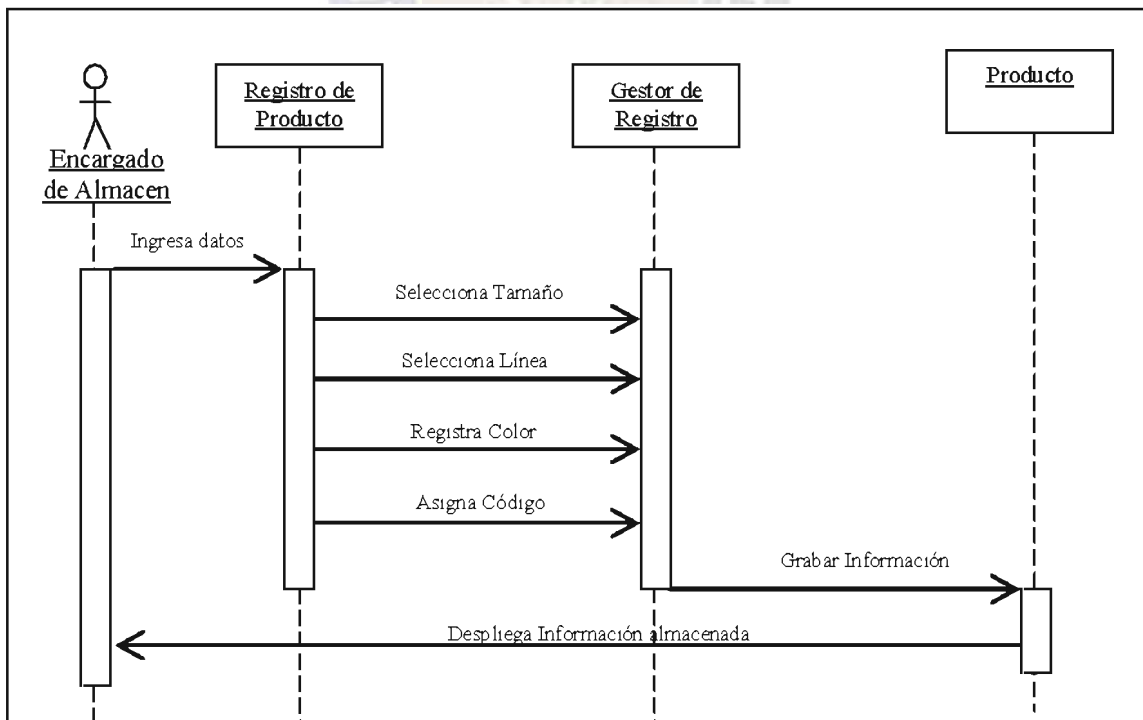 Registro de
Producto
Gestor de
Registro
Producto
Encargado
de Almacen
Ingresa datos
Selecciona Tamaño
Selecciona Línea
Registra Color
Asigna Código
Grabar Información
Despliega Información almacenada